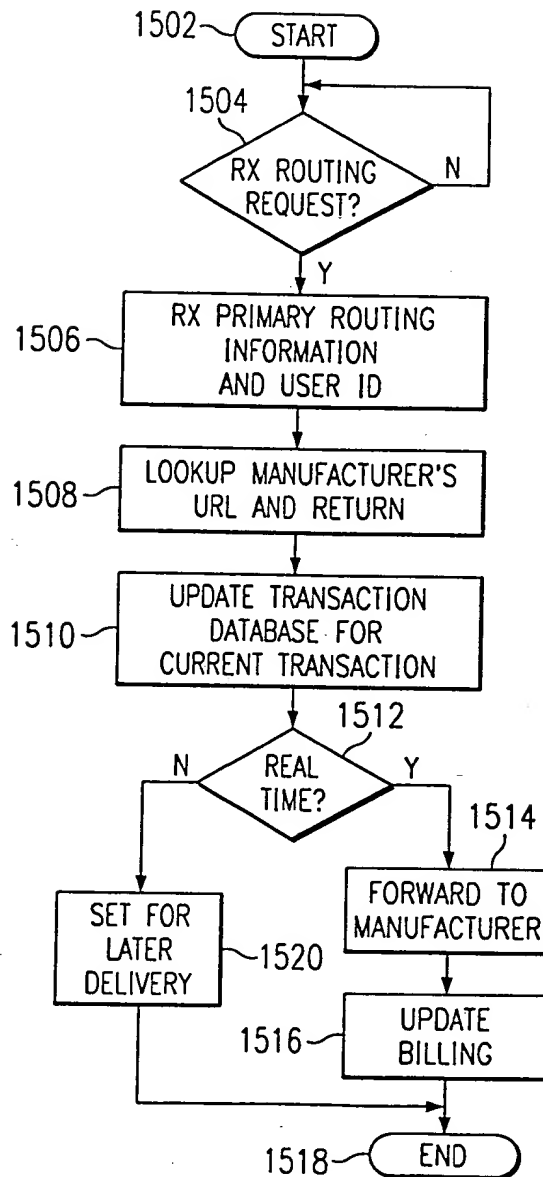 1502
START
1504
RX ROUTING
REQUEST?
N
Y
1506
RX PRIMARY ROUTING
INFORMATION
AND USER ID
1508
LOOKUP MANUFACTURER'S
URL AND RETURN
1510
UPDATE TRANSACTION
DATABASE FOR
CURRENT TRANSACTION
1512
N
REAL
TIME?
Y
1514
FORWARD TO
MANUFACTURER
SET FOR
LATER
DELIVERY
1520
1516
UPDATE
BILLING
1518
END